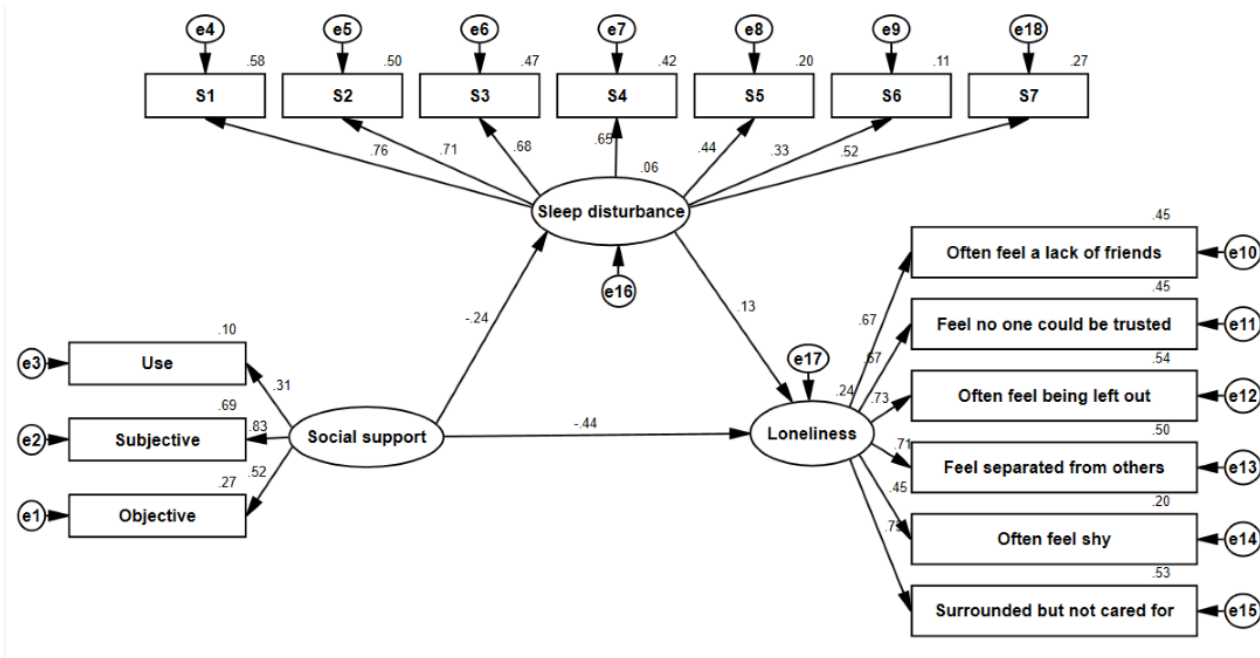 e4 e5 e6 e7 e8 e9 e18
.58 .50 .47 .42 .20 .11 .27
S1 S2 S3 S4 S5 S6 S7
.76 .71 .68 .65 .44 .33 .52
.06
Sleep disturbance
e16
-.24
.13
.45
Often feel a lack of friends
e10
.67
.45
Feel no one could be trusted
e11
.67
.54
Often feel being left out
e12
.73
.50
Feel separated from others
e13
.71
.20
Often feel shy
e14
.45
.53
Surrounded but not cared for
e15
e17
.24
Loneliness
-.44
.10
e3
Use
.31
.69
e2
Subjective
.83
Social support
.27
e1
Objective
.52